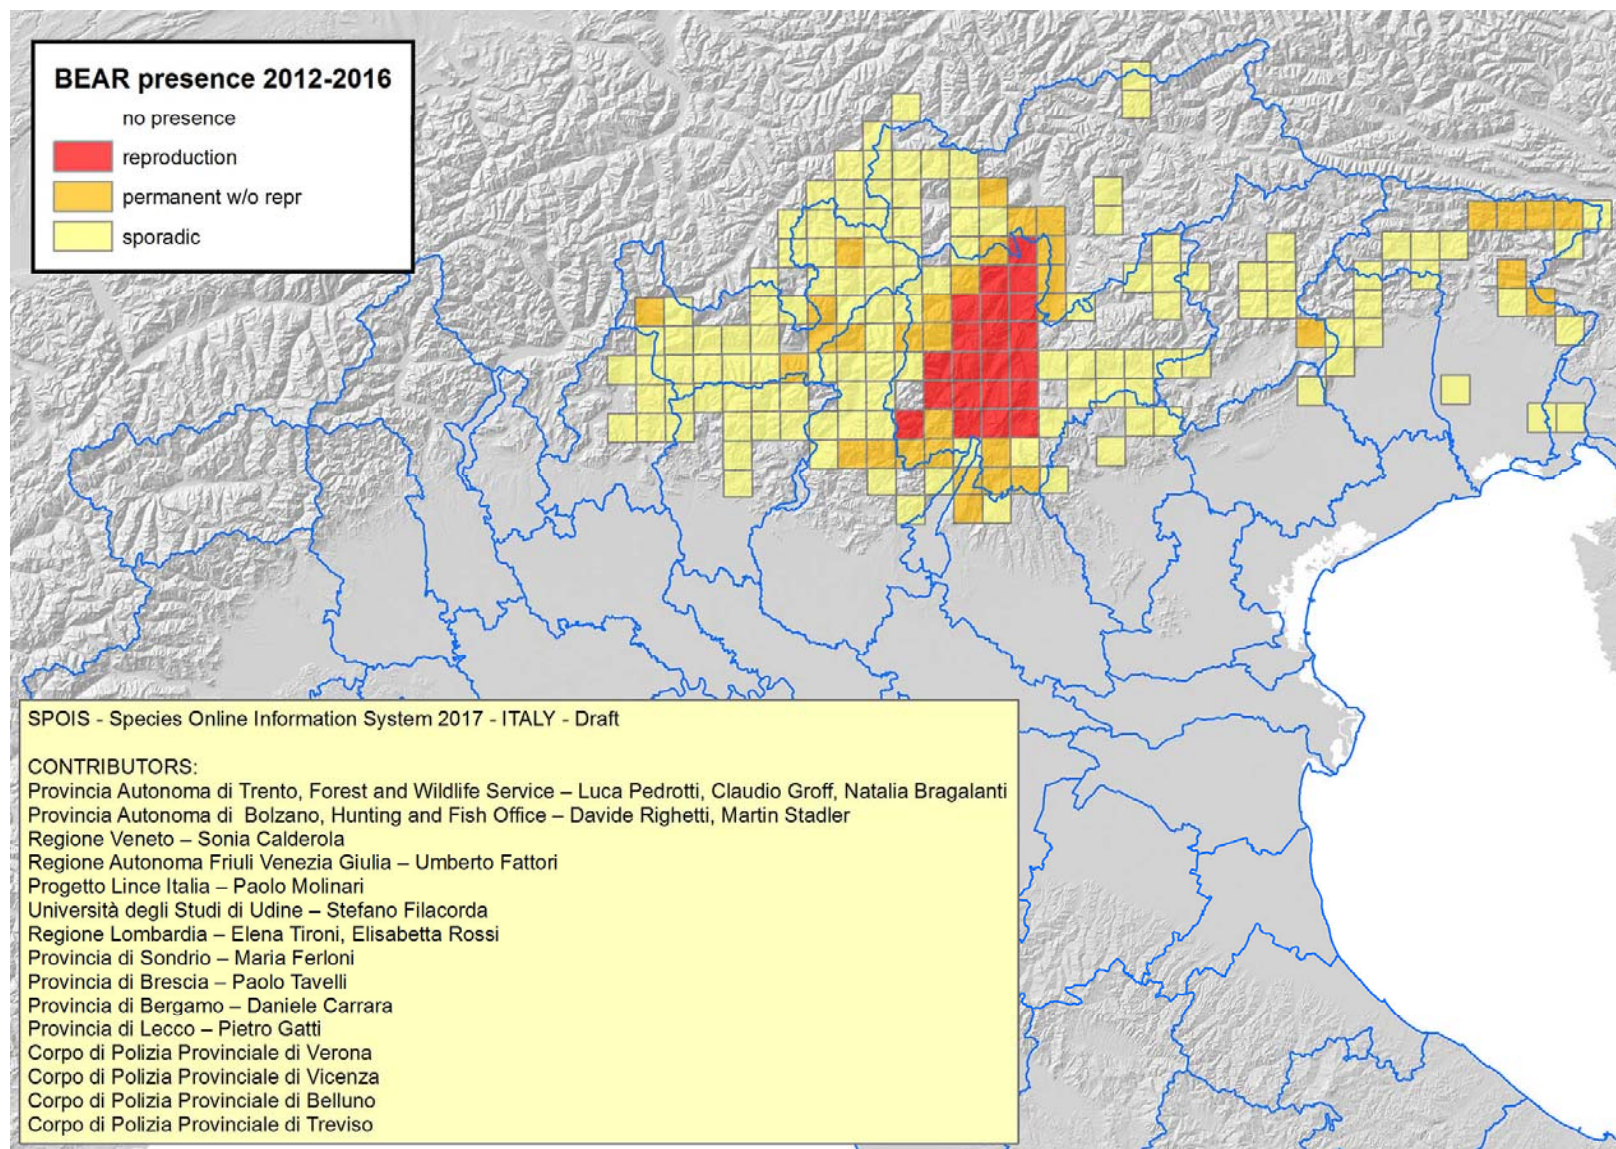 BEAR presence 2012-2016
no presence
reproduction
permanent w/o repr
sporadic
SPOIS - Species Online Information System 2017 - ITALY - Draft
CONTRIBUTORS:
Provincia Autonoma di Trento, Forest and Wildlife Service – Luca Pedrotti, Claudio Groff, Natalia Bragalanti
Provincia Autonoma di  Bolzano, Hunting and Fish Office – Davide Righetti, Martin Stadler
Regione Veneto – Sonia Calderola
Regione Autonoma Friuli Venezia Giulia – Umberto Fattori
Progetto Lince Italia – Paolo Molinari
Università degli Studi di Udine – Stefano Filacorda
Regione Lombardia – Elena Tironi, Elisabetta Rossi
Provincia di Sondrio – Maria Ferloni
Provincia di Brescia – Paolo Tavelli
Provincia di Bergamo – Daniele Carrara
Provincia di Lecco – Pietro Gatti
Corpo di Polizia Provinciale di Verona
Corpo di Polizia Provinciale di Vicenza
Corpo di Polizia Provinciale di Belluno
Corpo di Polizia Provinciale di Treviso